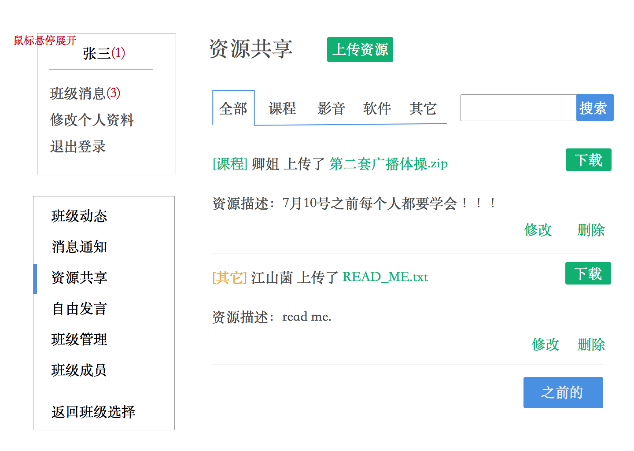 鼠标悬停展开
张三(1)
班级消息(3)
修改个人资料
退出登录
班级动态
消息通知
资源共享
自由发言
班级管理
班级成员
返回班级选择
资源共享
上传资源
全部 课程 影音 软件 其它
搜索
[课程] 卿姐 上传了 第二套广播体操.zip
下载
资源描述：7月10号之前每个人都要学会！！！
修改 删除
[其它] 江山菌 上传了 READ_ME.txt
下载
资源描述：read me.
修改 删除
之前的